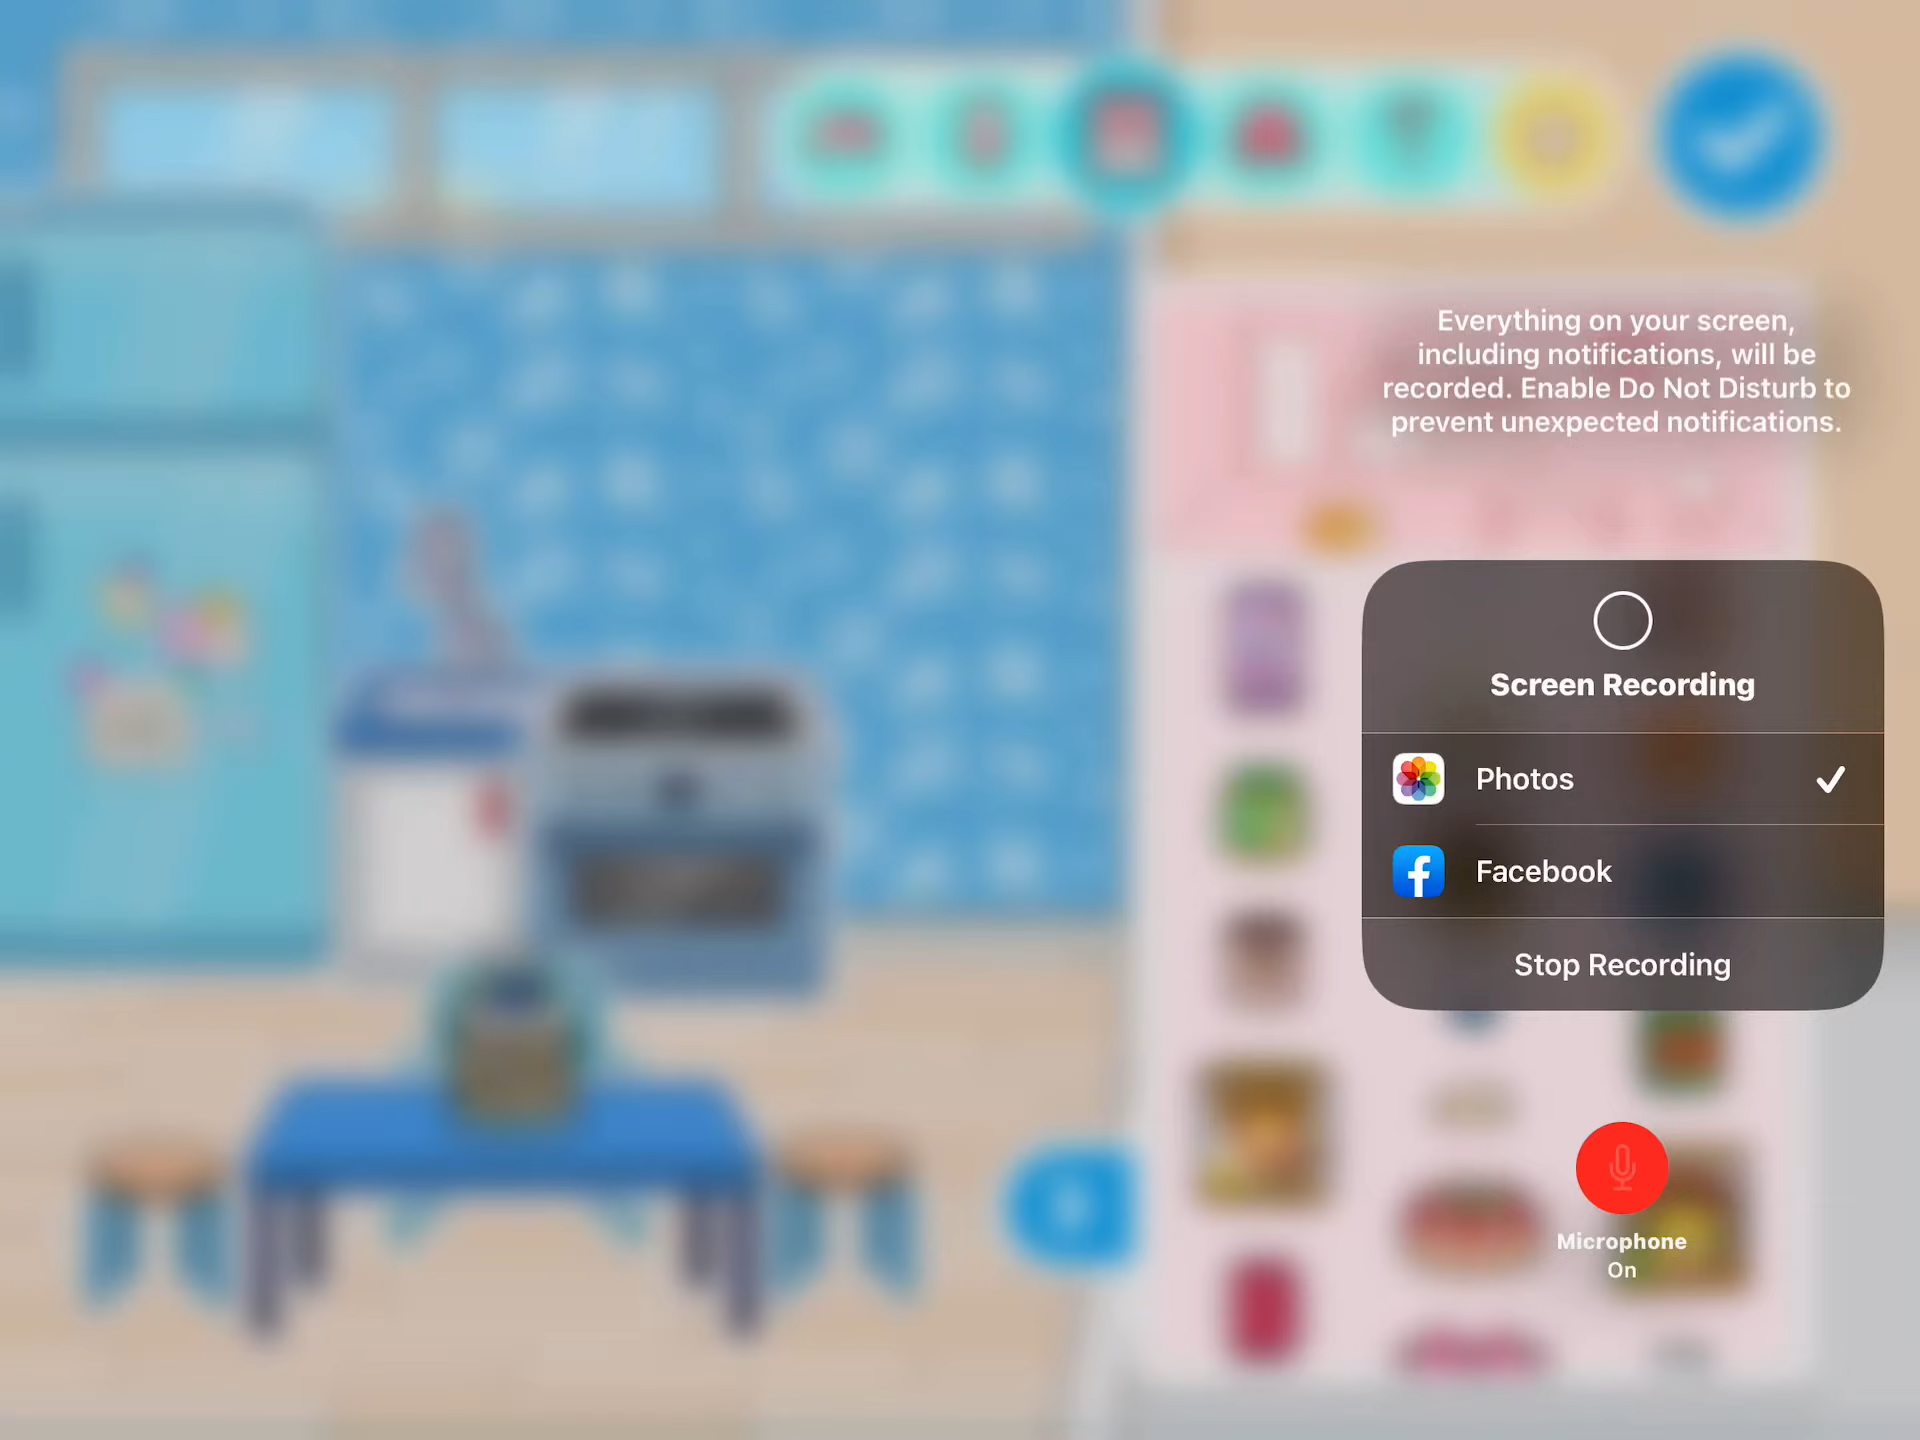 Everything on your screen,
including notifications, will be
recorded. Enable Do Not Disturb to
prevent unexpected notifications.
Screen Recording
Photos
Facebook
Stop Recording
Microphone
On